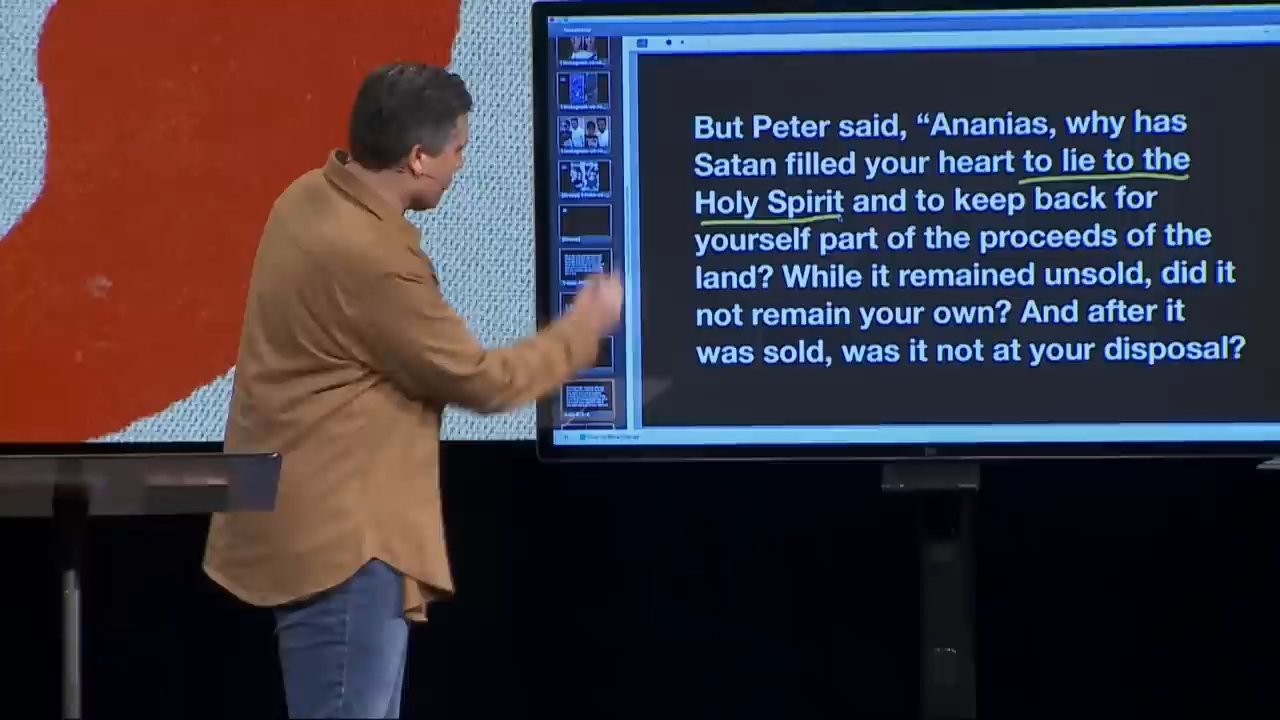 But Peter said, “Ananias, why has
Satan filled your heart to lie to the
Holy Spirit and to keep back for
yourself part of the proceeds of the
land? While it remained unsold, did it
not remain your own? And after it
was sold, was it not at your disposal?